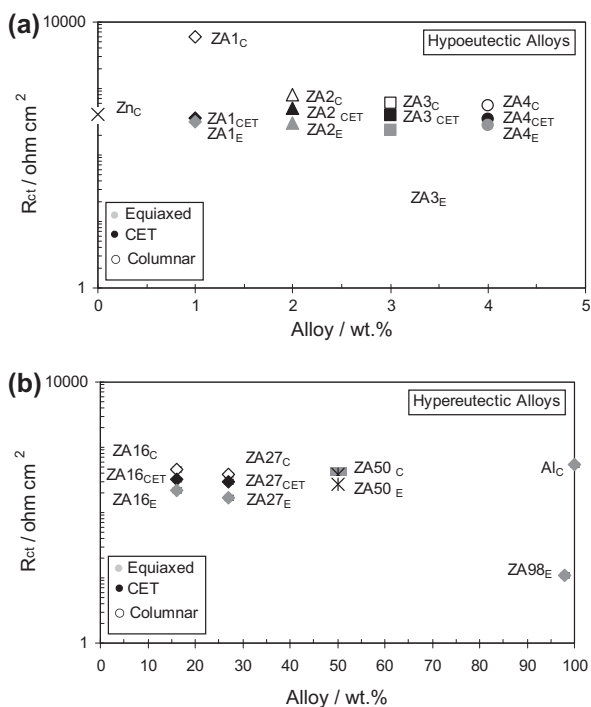 (a)
10000
Hypoeutectic Alloys
ZA1C
ZnC
ZA2C
ZA3C
ZA4C
ZA1CET
ZA2 CET
ZA3 CET
ZA4CET
ZA1E
ZA2E
ZA4E
ZA3E
Rct / ohm cm 2
Equiaxed
CET
Columnar
1
0 1 2 3 4 5
Alloy / wt.%
(b)
10000
Hypereutectic Alloys
ZA16C
ZA27C
ZA50 C
AlC
ZA16CET
ZA27CET
ZA50 E
ZA16E
ZA27E
ZA98E
Rct / ohm cm 2
Equiaxed
CET
Columnar
1
0 10 20 30 40 50 60 70 80 90 100
Alloy / wt.%